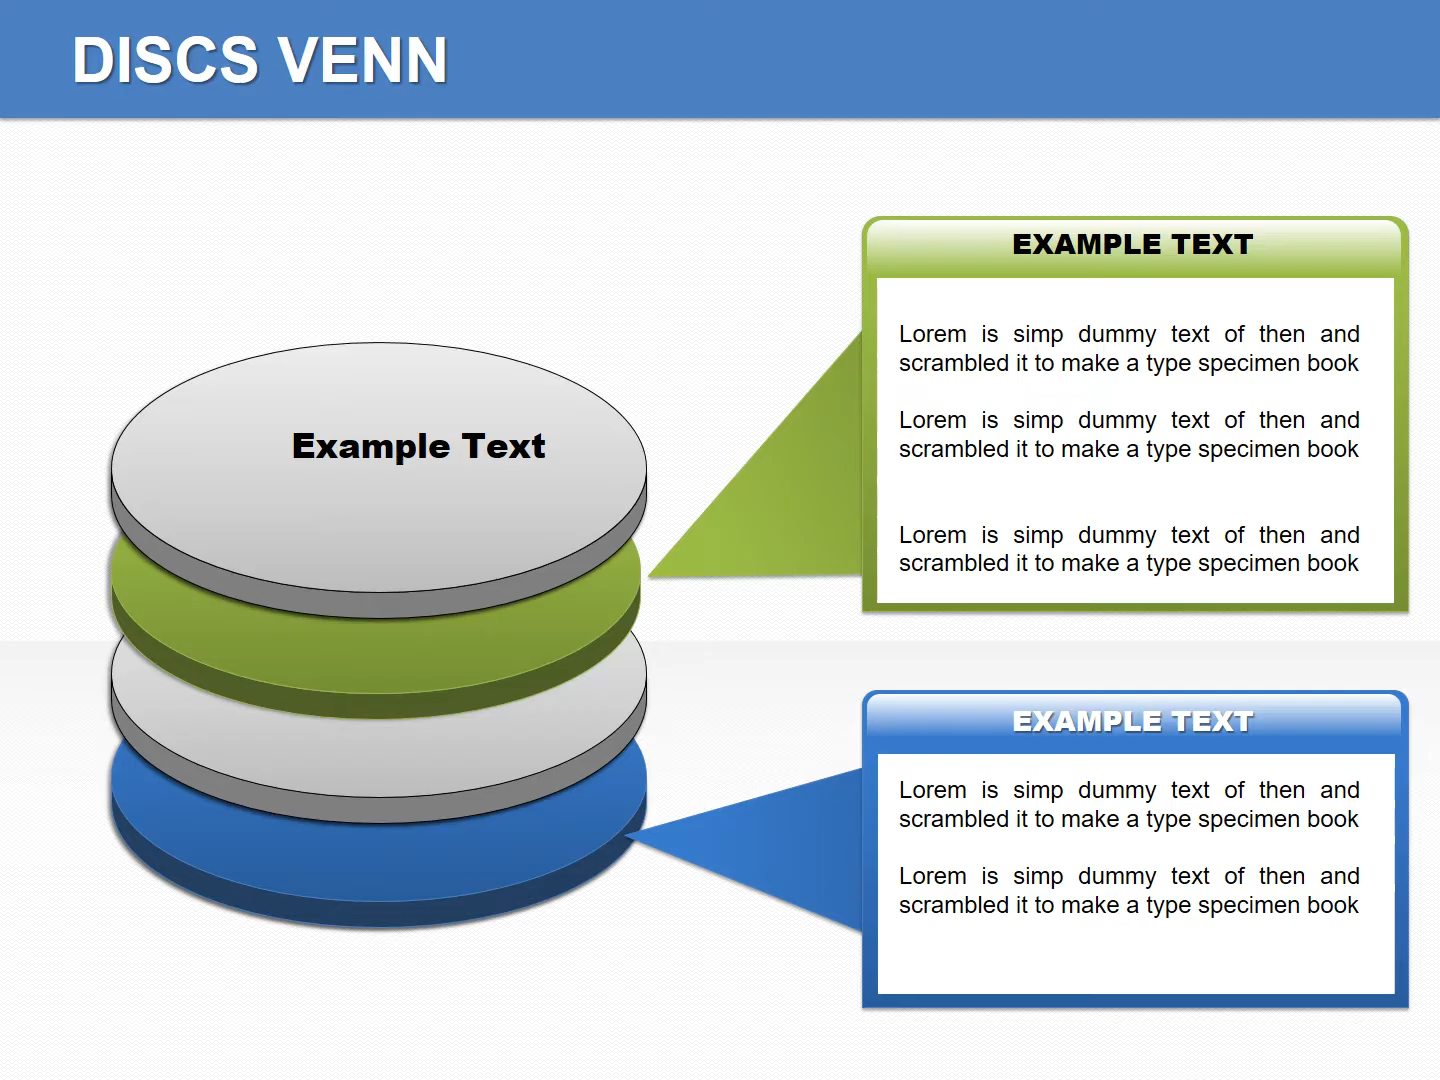 DISCS VENN
Example Text
EXAMPLE TEXT
Lorem is simp dummy text of then and
scrambled it to make a type specimen book
Lorem is simp dummy text of then and
scrambled it to make a type specimen book
Lorem is simp dummy text of then and
scrambled it to make a type specimen book
EXAMPLE TEXT
Lorem is simp dummy text of then and
scrambled it to make a type specimen book
Lorem is simp dummy text of then and
scrambled it to make a type specimen book